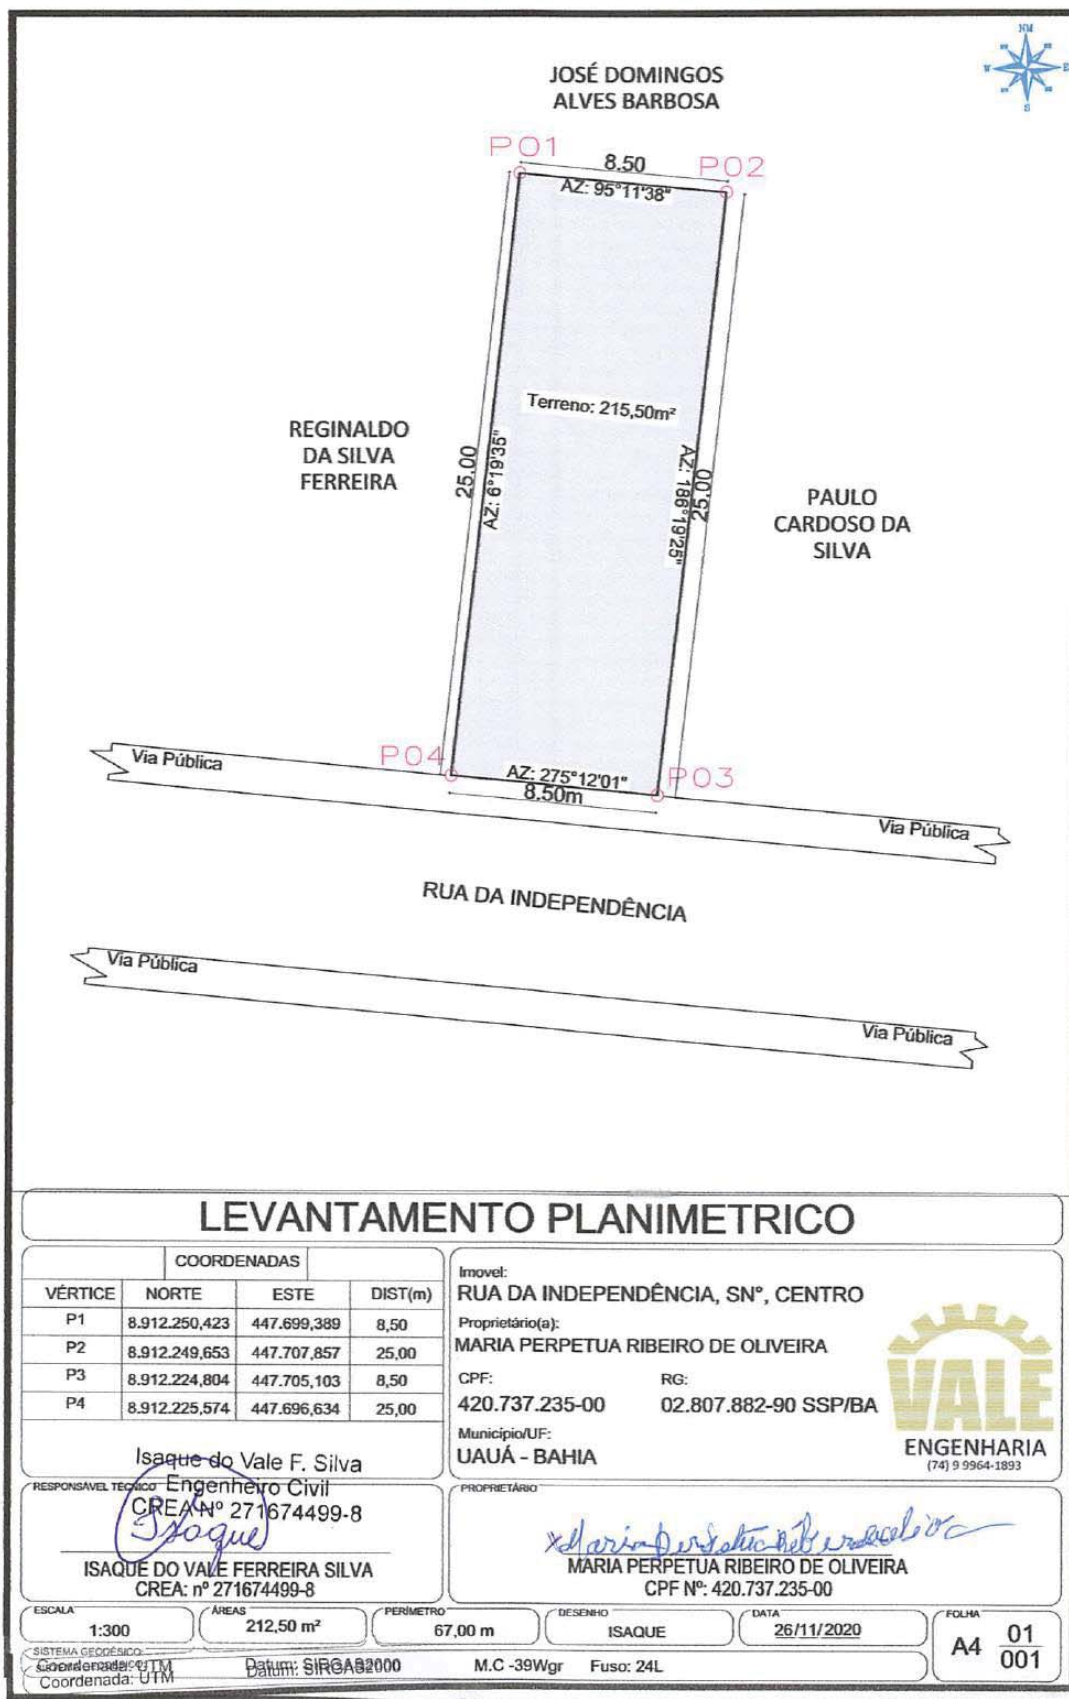 NM
W
E
S
JOSÉ DOMINGOS
ALVES BARBOSA
P01
8.50
P02
AZ: 95°11'38"
Terreno: 215,50m²
REGINALDO
DA SILVA
FERREIRA
25.00
AZ: 6°19'35"
AZ: 186°19'25"
25.00
PAULO
CARDOSO DA
SILVA
P04
AZ: 275°12'01"
P03
8.50m
Via Pública
Via Pública
RUA DA INDEPENDÊNCIA
Via Pública
Via Pública
LEVANTAMENTO PLANIMETRICO
COORDENADAS
VÉRTICE NORTE ESTE DIST(m)
P1 8.912.250,423 447.699,389 8,50
P2 8.912.249,653 447.707,857 25,00
P3 8.912.224,804 447.705,103 8,50
P4 8.912.225,574 447.696,634 25,00
Imovel:
RUA DA INDEPENDÊNCIA, SNº, CENTRO
Proprietário(a):
MARIA PERPETUA RIBEIRO DE OLIVEIRA
CPF: RG:
420.737.235-00 02.807.882-90 SSP/BA
Município/UF:
UAUÁ - BAHIA
VALE
ENGENHARIA
(74) 9 9964-1893
Isaque do Vale F. Silva
Engenheiro Civil
CREA Nº 271674499-8
RESPONSÁVEL TÉCNICO
Isaque
ISAQUE DO VALE FERREIRA SILVA
CREA: nº 271674499-8
PROPRIETÁRIO
MARIA PERPETUA RIBEIRO DE OLIVEIRA
CPF Nº: 420.737.235-00
ESCALA
1:300
ÁREAS
212,50 m²
PERÍMETRO
67,00 m
DESENHO
ISAQUE
DATA
26/11/2020
FOLHA
A4 01
001
SISTEMA GEODÉSICO:
Coordenada: UTM Datum: SIRGAS2000 M.C -39Wgr Fuso: 24L
Coordenada: UTM